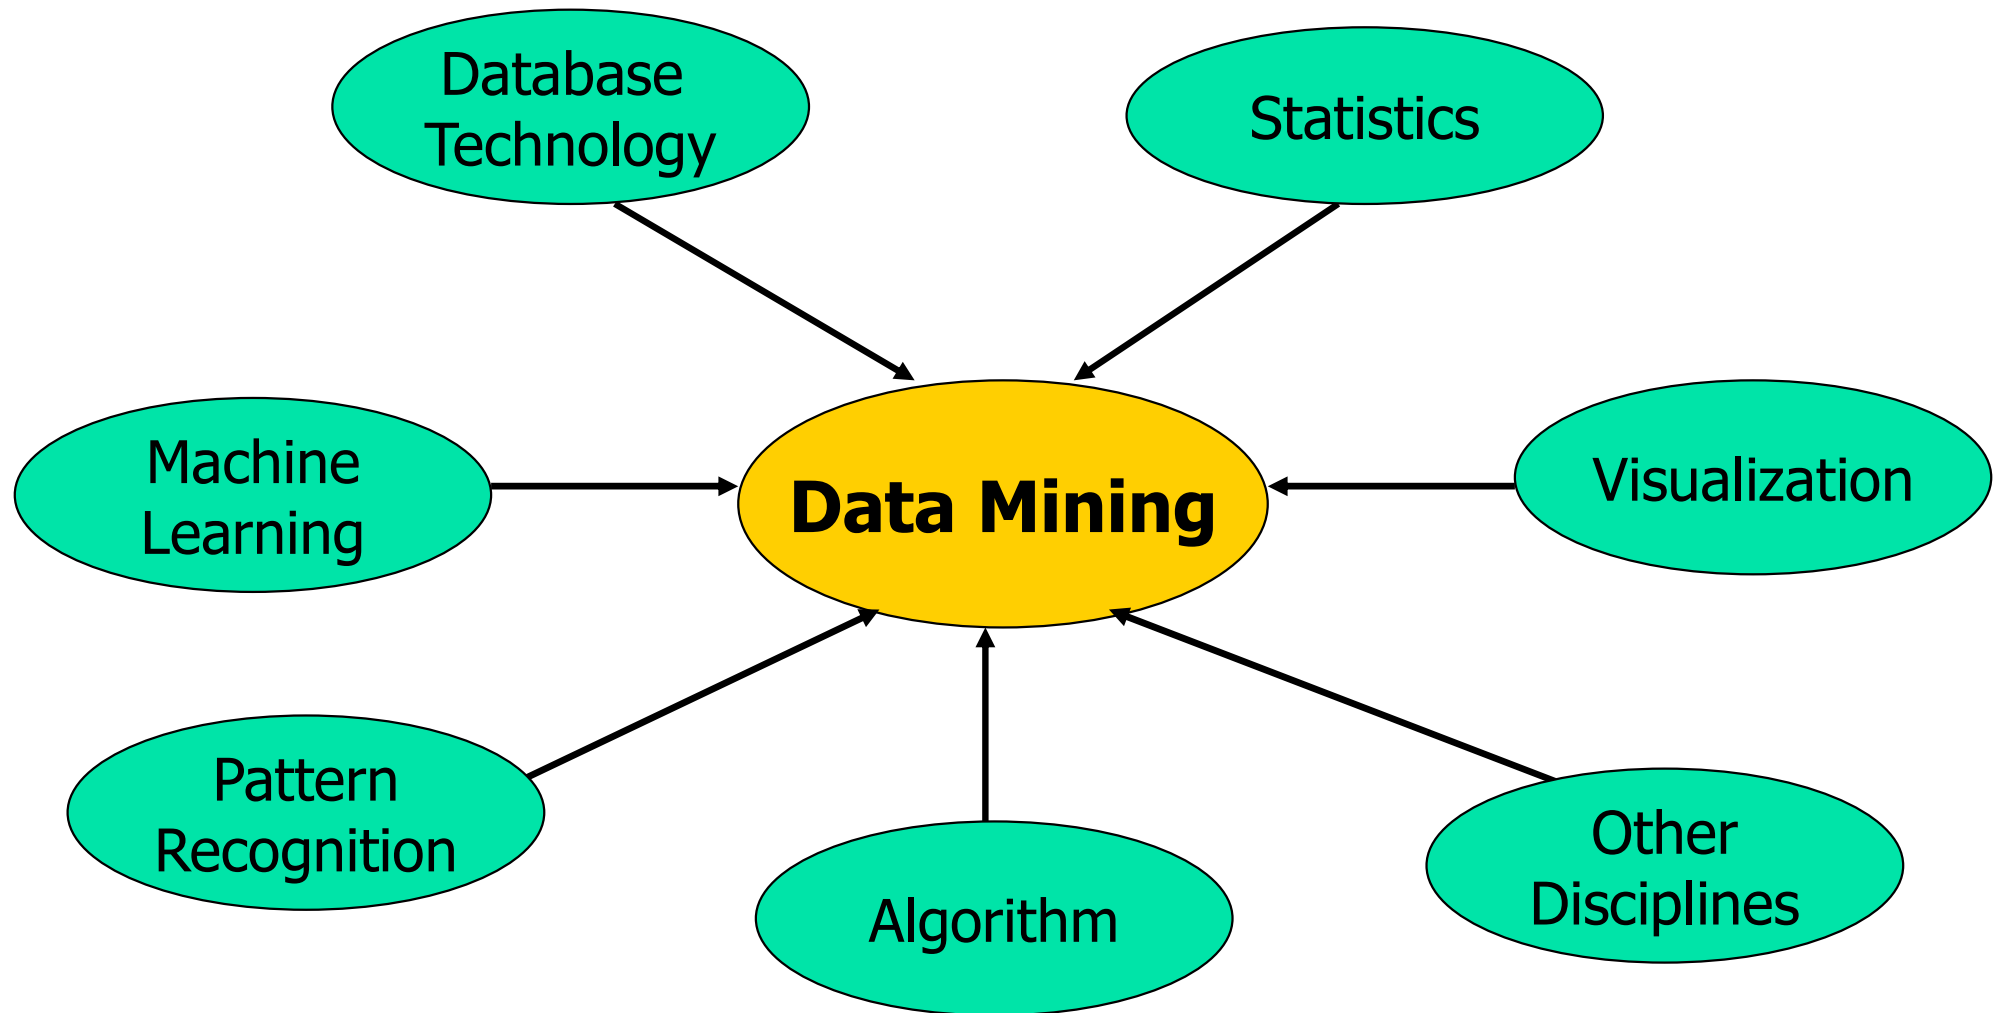 Database
Technology
Statistics
Machine
Learning
Data Mining
Visualization
Pattern
Recognition
Algorithm
Other
Disciplines